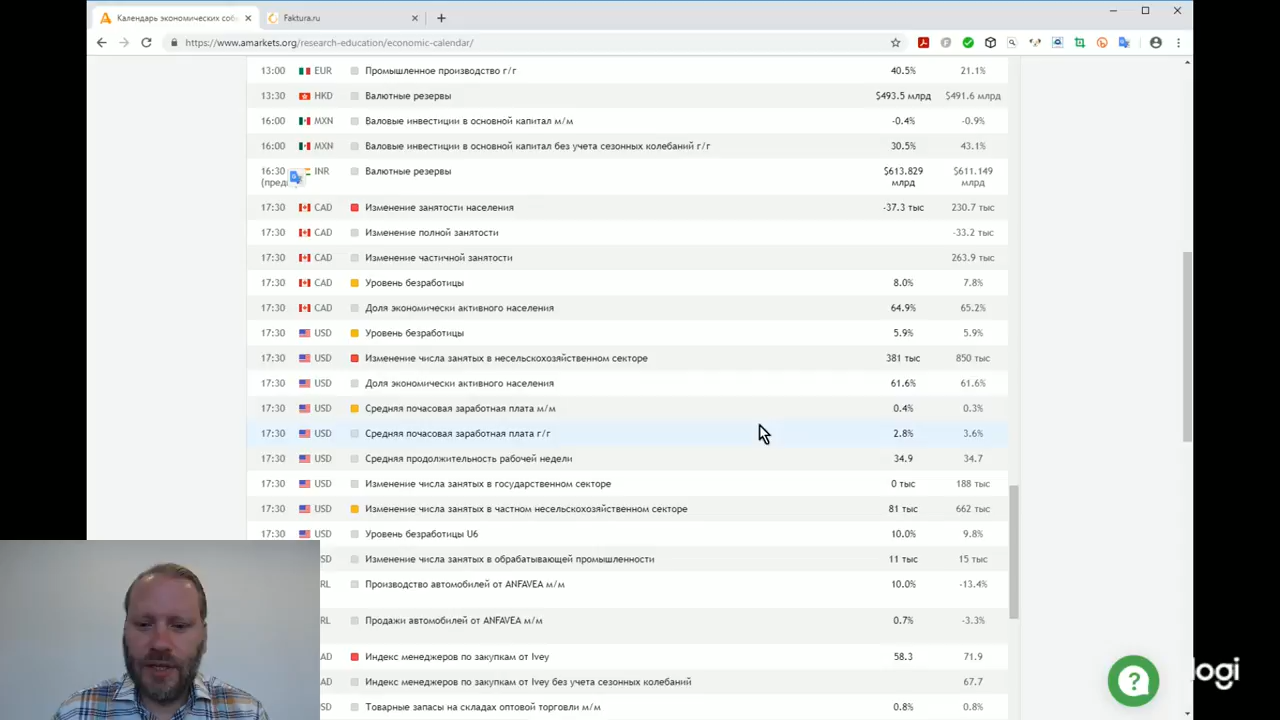 Календарь экономических соб
Faktura.ru
https://www.amarkets.org/research-education/economic-calendar/
13:00 EUR Промышленное производство г/г 40.5% 21.1%
13:30 HKD Валютные резервы $493.5 млрд $491.6 млрд
16:00 MXN Валовые инвестиции в основной капитал м/м -0.4% -0.9%
16:00 MXN Валовые инвестиции в основной капитал без учета сезонных колебаний г/г 30.5% 43.1%
16:30 INR Валютные резервы $613.829 $611.149
млрд млрд
17:30 CAD Изменение занятости населения -37.3 тыс 230.7 тыс
17:30 CAD Изменение полной занятости -33.2 тыс
17:30 CAD Изменение частичной занятости 263.9 тыс
17:30 CAD Уровень безработицы 8.0% 7.8%
17:30 CAD Доля экономически активного населения 64.9% 65.2%
17:30 USD Уровень безработицы 5.9% 5.9%
17:30 USD Изменение числа занятых в несельскохозяйственном секторе 381 тыс 850 тыс
17:30 USD Доля экономически активного населения 61.6% 61.6%
17:30 USD Средняя почасовая заработная плата м/м 0.4% 0.3%
17:30 USD Средняя почасовая заработная плата г/г 2.8% 3.6%
17:30 USD Средняя продолжительность рабочей недели 34.9 34.7
17:30 USD Изменение числа занятых в государственном секторе 0 тыс 188 тыс
17:30 USD Изменение числа занятых в частном несельскохозяйственном секторе 81 тыс 662 тыс
17:30 USD Уровень безработицы U6 10.0% 9.8%
SD Изменение числа занятых в обрабатывающей промышленности 11 тыс 15 тыс
RL Производство автомобилей от ANFAVEA м/м 10.0% -13.4%
RL Продажи автомобилей от ANFAVEA м/м 0.7% -3.3%
AD Индекс менеджеров по закупкам от Ivey 58.3 71.9
AD Индекс менеджеров по закупкам от Ivey без учета сезонных колебаний 67.7
SD Товарные запасы на складах оптовой торговли м/м 0.8% 0.8%
logi